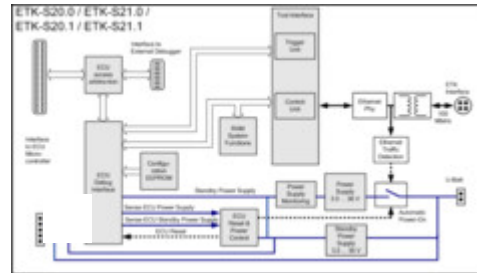 ETK-S20.0 / ETK-S21.0 /
ETK-S20.1 / ETK-S21.1
Interface to
External Debugger
ECU
access
arbitration
Tool Interface
Trigger
Unit
Control
Unit
Ethernet
Phy
ETK
Interface
100
Mbit/s
Interface
to ECU
Micro
controller
ECU
Debug
Interface
Configu-
ration
EEPROM
System
Functions
Ethernet
Traffic
Detection
Standby Power Supply
Power
Supply
Monitoring
Power
Supply
U-Batt
Automatic
Power-On
Sense ECU Power Supply
Sense ECU Standby Power Supply
ECU Reset
ECU
Reset &
Power
Control
Standby
Power
Supply